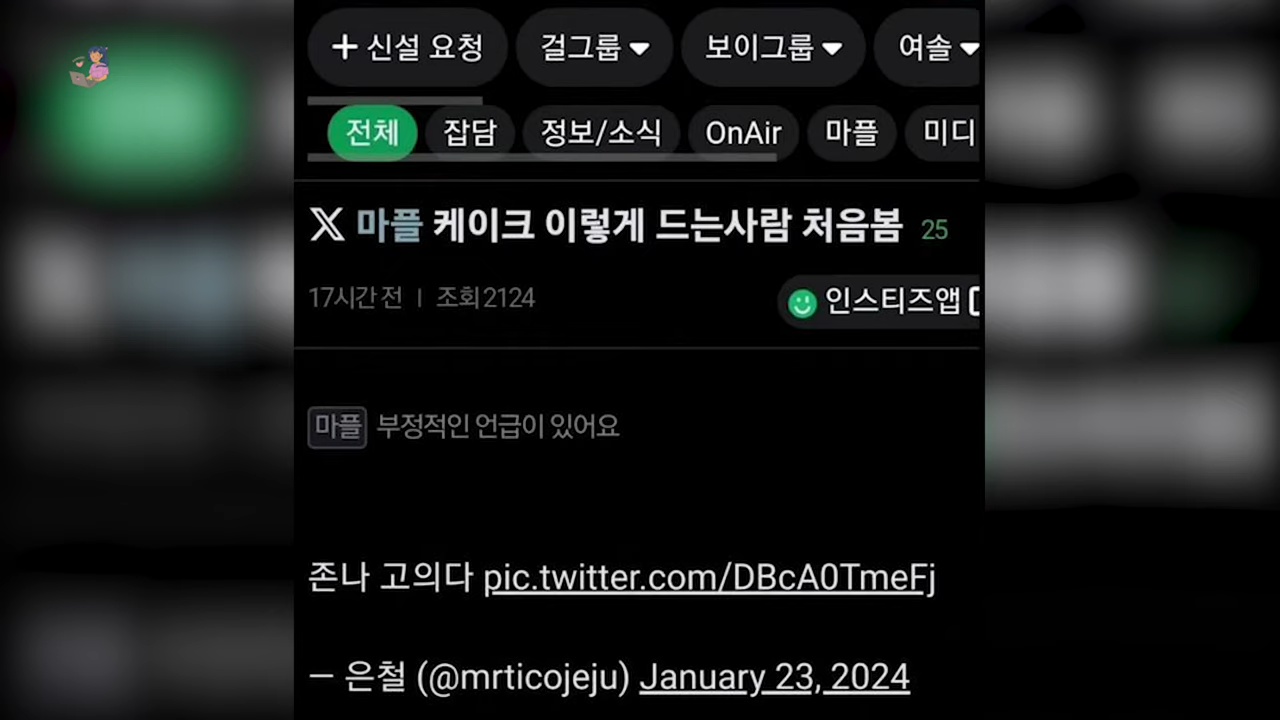 + 신설 요청 걸그룹 보이그룹 여솔
전체 잡담 정보/소식 OnAir 마플 미디
X 마플 케이크 이렇게 드는사람 처음봄 25
17시간 전 | 조회 2124
인스티즈앱
마플 부정적인 언급이 있어요
존나 고의다 pic.twitter.com/DBcA0TmeFj
— 은철 (@mrticojeju) January 23, 2024